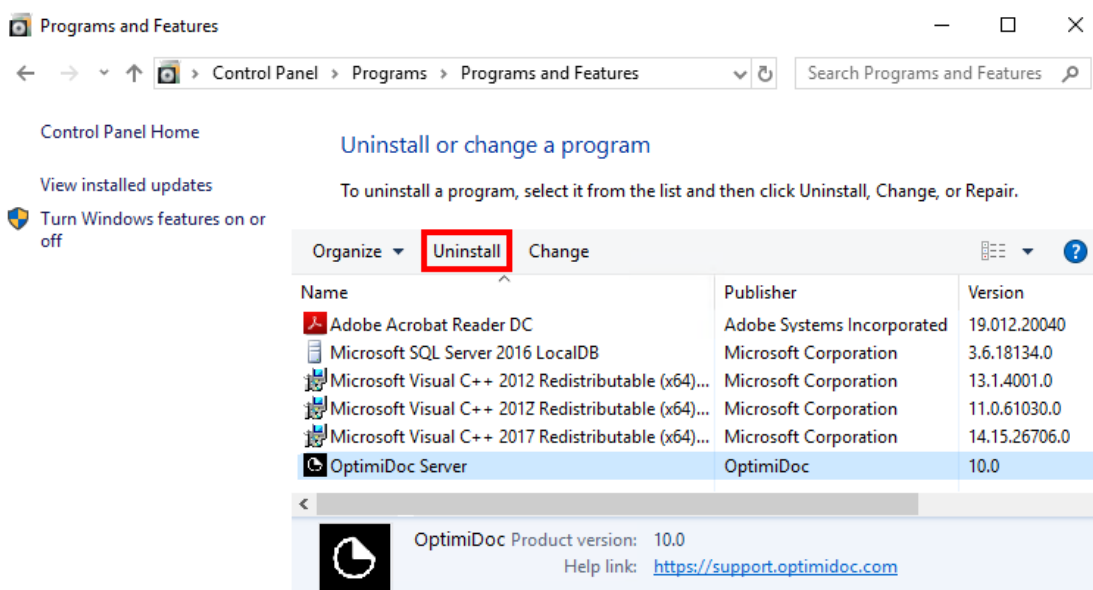 Programs and Features
Control Panel > Programs > Programs and Features
Search Programs and Features
Control Panel Home
View installed updates
Turn Windows features on or
off
Uninstall or change a program
To uninstall a program, select it from the list and then click Uninstall, Change, or Repair.
Organize Uninstall Change
Name Publisher Version
Adobe Acrobat Reader DC Adobe Systems Incorporated 19.012.20040
Microsoft SQL Server 2016 LocalDB Microsoft Corporation 3.6.18134.0
Microsoft Visual C++ 2012 Redistributable (x64)... Microsoft Corporation 13.1.4001.0
Microsoft Visual C++ 2012 Redistributable (x64)... Microsoft Corporation 11.0.61030.0
Microsoft Visual C++ 2017 Redistributable (x64)... Microsoft Corporation 14.15.26706.0
OptimiDoc Server OptimiDoc 10.0
OptimiDoc Product version: 10.0
Help link: https://support.optimidoc.com